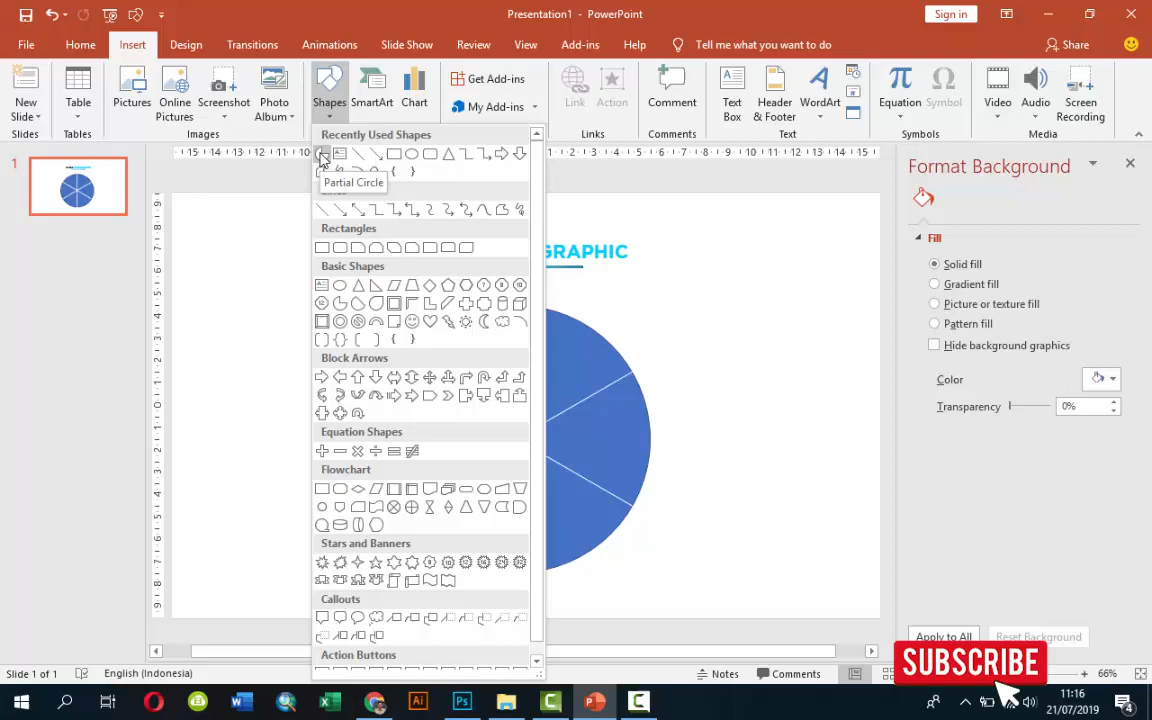 Presentation1 - PowerPoint
Sign in
File Home Insert Design Transitions Animations Slide Show Review View Add-ins Help Tell me what you want to do Share
New Slide
Table
Pictures
Online Pictures
Screenshot
Photo Album
Shapes
SmartArt
Chart
Get Add-ins
My Add-ins
Link
Action
Comment
Text Box
Header & Footer
WordArt
Equation
Symbol
Video
Audio
Screen Recording
Slides
Tables
Images
Links
Comments
Text
Symbols
Media
Recently Used Shapes
Partial Circle
Rectangles
Basic Shapes
Block Arrows
Equation Shapes
Flowchart
Stars and Banners
Callouts
Action Buttons
1
GRAPHIC
Format Background
Fill
Solid fill
Gradient fill
Picture or texture fill
Pattern fill
Hide background graphics
Color
Transparency 0%
Apply to All
Reset Background
SUBSCRIBE
Slide 1 of 1
English (Indonesia)
Notes
Comments
66%
11:16
21/07/2019